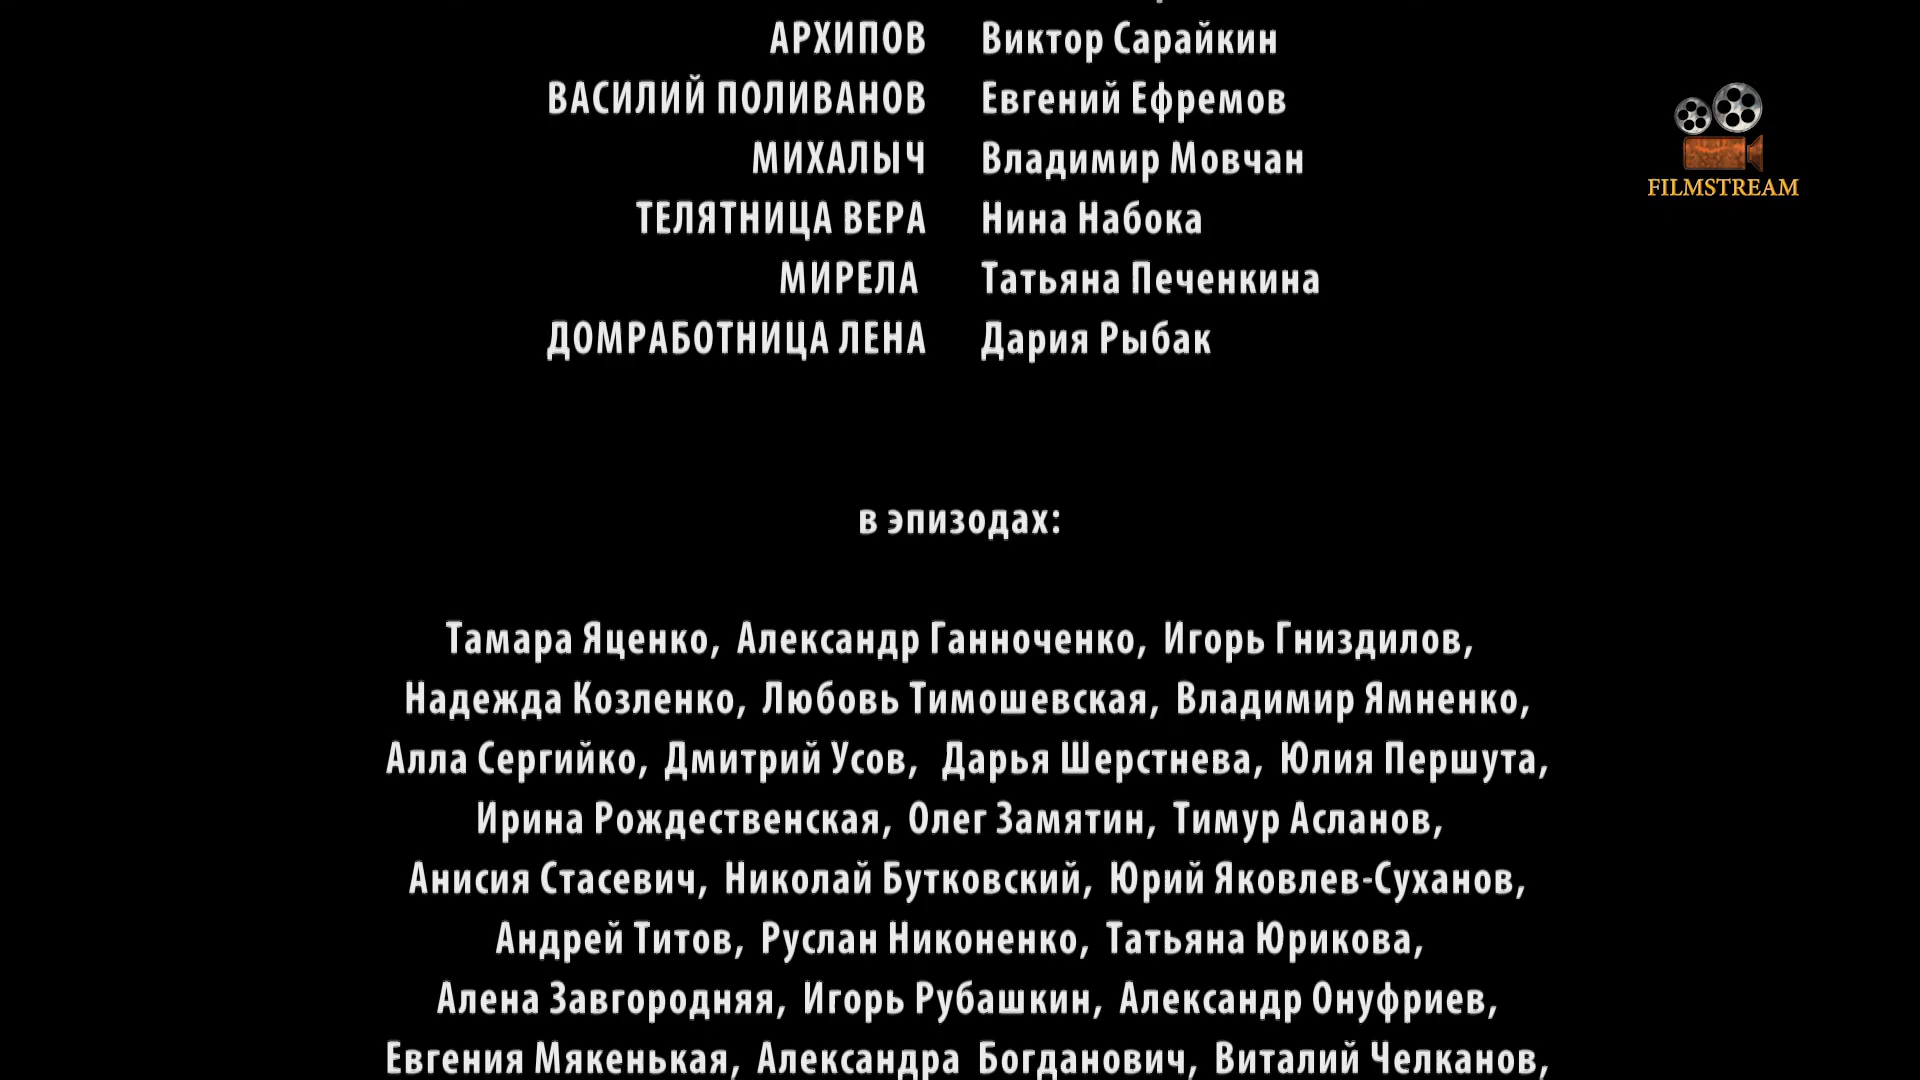 АРХИПОВ Виктор Сарайкин
ВАСИЛИЙ ПОЛИВАНОВ Евгений Ефремов
МИХАЛЫЧ Владимир Мовчан
ТЕЛЯТНИЦА ВЕРА Нина Набока
МИРЕЛА Татьяна Печенкина
ДОМРАБОТНИЦА ЛЕНА Дария Рыбак
FILMSTREAM
в эпизодах:
Тамара Яценко, Александр Ганноченко, Игорь Гниздилов,
Надежда Козленко, Любовь Тимошевская, Владимир Ямненко,
Алла Сергийко, Дмитрий Усов, Дарья Шерстнева, Юлия Першута,
Ирина Рождественская, Олег Замятин, Тимур Асланов,
Анисия Стасевич, Николай Бутковский, Юрий Яковлев-Суханов,
Андрей Титов, Руслан Никоненко, Татьяна Юрикова,
Алена Завгородняя, Игорь Рубашкин, Александр Онуфриев,
Евгения Мякенькая, Александра Богданович, Виталий Челканов,